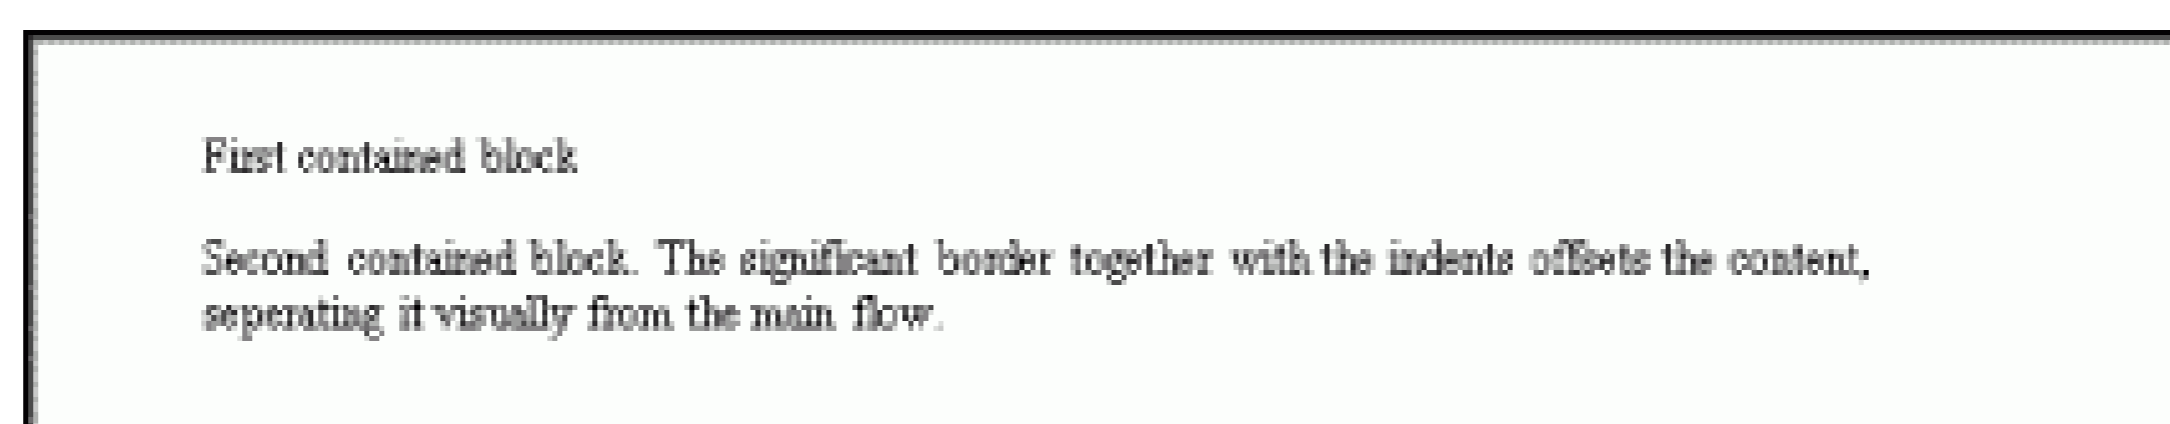 First contained block
Second contained block. The significant border together with the indents offsets the content,
seperating it visually from the main flow.